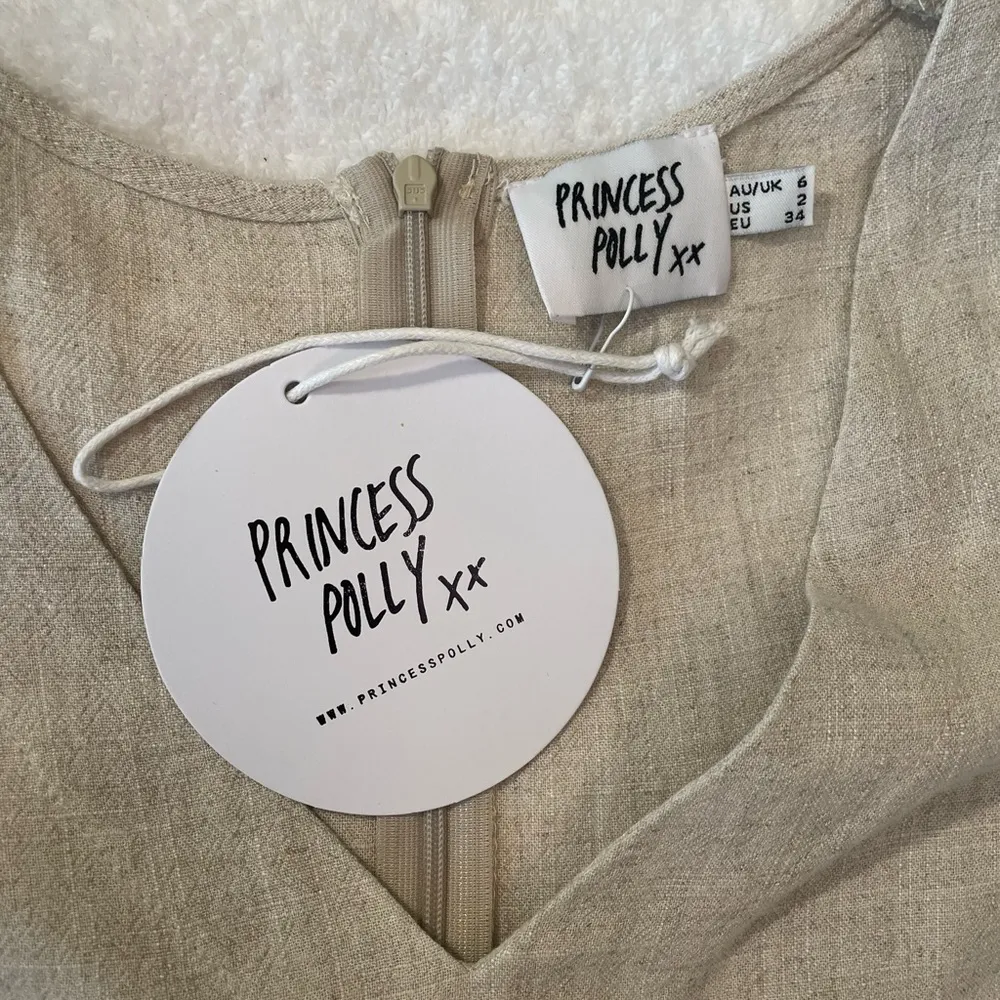 PRINCESS
POLLY xx
AU/UK 6
US 2
EU 34
PRINCESS
POLLY xx
WWW.PRINCESSPOLLY.COM